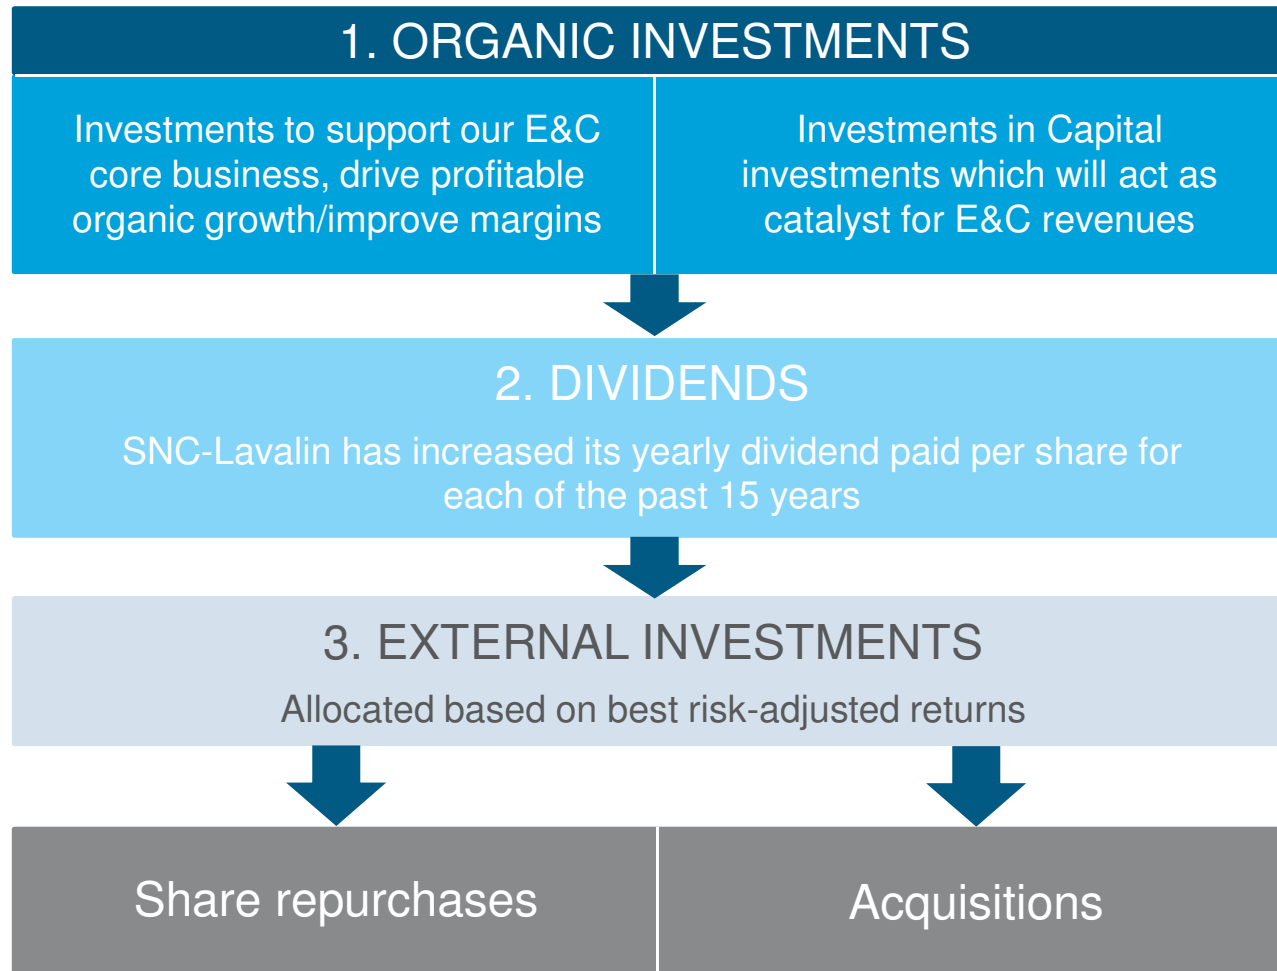 1. ORGANIC INVESTMENTS
Investments to support our E&C
core business, drive profitable
organic growth/improve margins
Investments in Capital
investments which will act as
catalyst for E&C revenues
2. DIVIDENDS
SNC-Lavalin has increased its yearly dividend paid per share for
each of the past 15 years
3. EXTERNAL INVESTMENTS
Allocated based on best risk-adjusted returns
Share repurchases
Acquisitions